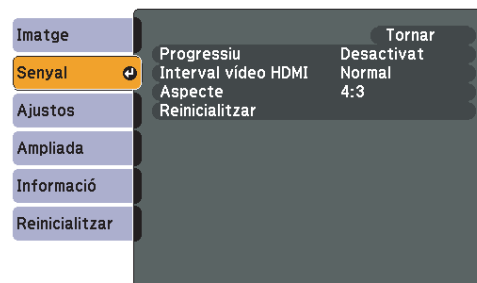 Imatge
Senyal
Ajustos
Ampliada
Informació
Reinicialitzar
Tornar
Progressiu Desactivat
Interval vídeo HDMI Normal
Aspecte 4:3
Reinicialitzar